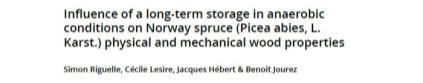 Influence of a long-term storage in anaerobic
conditions on Norway spruce (Picea abies, L.
Karst.) physical and mechanical wood properties
Simon Riguelle, Cécile Lesire, Jacques Hébert & Benoit Jourez